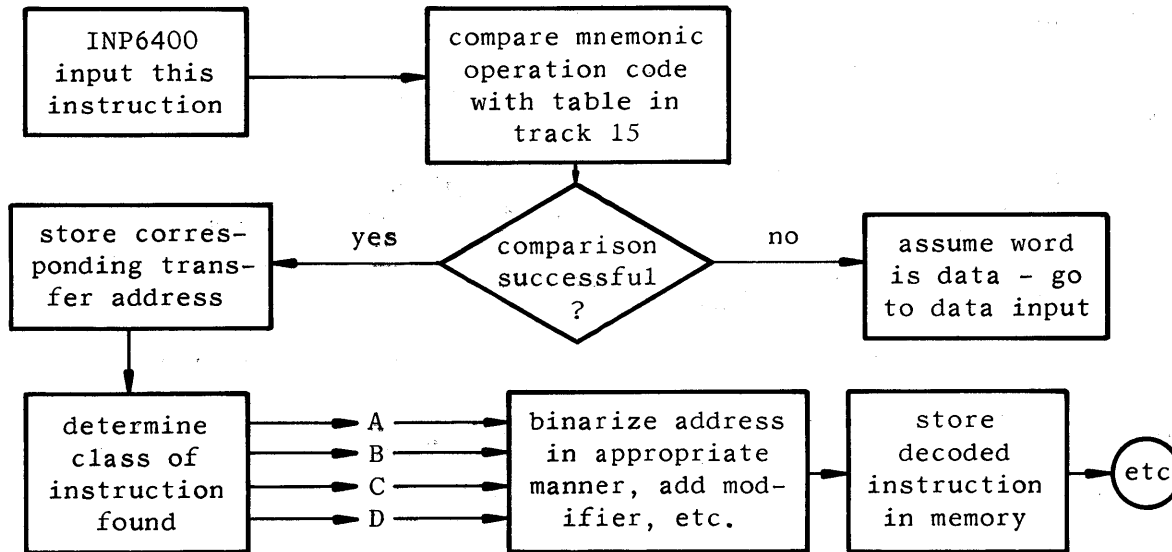 INP6400
input this
instruction
compare mnemonic
operation code
with table in
track 15
store corres-
ponding trans-
fer address
yes
comparison
successful
?
no
assume word
is data - go
to data input
determine
class of
instruction
found
A
B
C
D
binarize address
in appropriate
manner, add mod-
ifier, etc.
store
decoded
instruction
in memory
etc